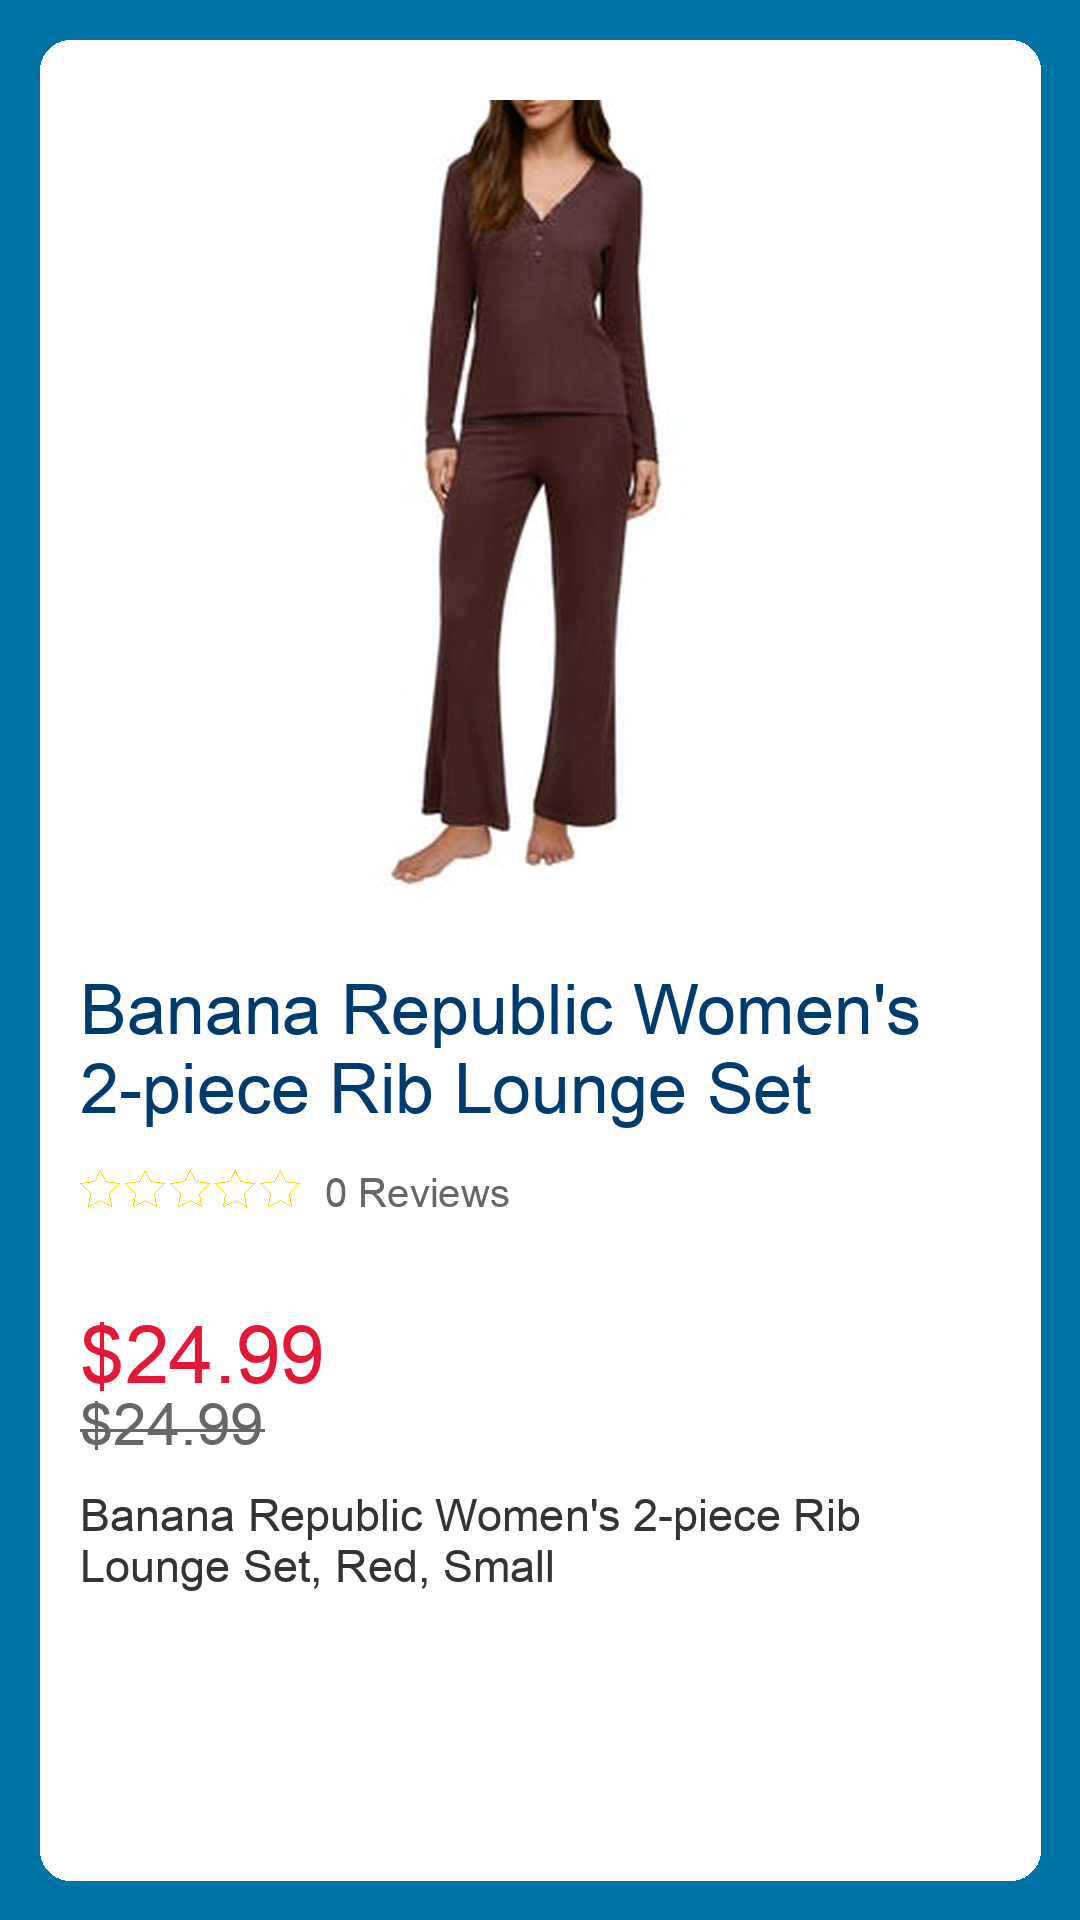 Banana Republic Women's
2-piece Rib Lounge Set
0 Reviews
$24.99
$24.99
Banana Republic Women's 2-piece Rib
Lounge Set, Red, Small